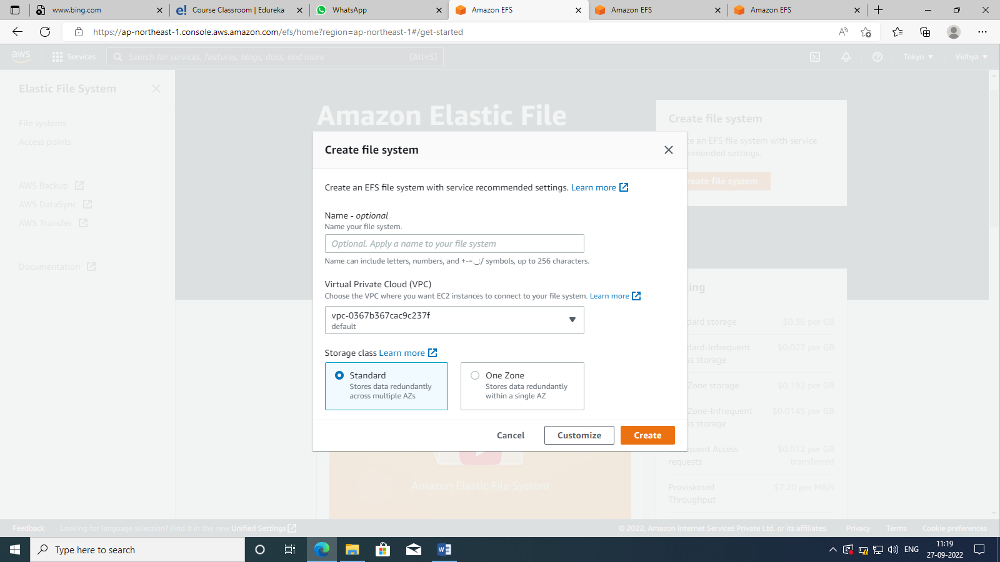 www.bing.com
Course Classroom | Edureka
WhatsApp
Amazon EFS
Amazon EFS
Amazon EFS
https://ap-northeast-1.console.aws.amazon.com/efs/home?region=ap-northeast-1#/get-started
aws
Services
Search for services, features, blogs, docs, and more
[Alt+S]
Tokyo
Vidhya
Elastic File System
File systems
Access points
AWS Backup
AWS DataSync
AWS Transfer
Documentation
Amazon Elastic File
Create file system
an EFS file system with service
settings.
file system
Create file system
Create an EFS file system with service recommended settings. Learn more
Name - optional
Name your file system.
Optional. Apply a name to your file system
Name can include letters, numbers, and +-=._:/ symbols, up to 256 characters.
Virtual Private Cloud (VPC)
Choose the VPC where you want EC2 instances to connect to your file system. Learn more
vpc-0367b367cac9c237f
default
Storage class Learn more
Standard
Stores data redundantly
across multiple AZs
One Zone
Stores data redundantly
within a single AZ
Cancel
Customize
Create
storage $0.36 per GB
$0.027 per GB
storage
Zone storage $0.192 per GB
$0.0145 per GB
storage
Access $0.012 per GB
requests transferred
Provisioned $7.20 per MB/s
Throughput
Amazon Elastic File System
Feedback
Looking for language selection? Find it in the new Unified Settings
© 2022, Amazon Internet Services Private Ltd. or its affiliates.
Privacy
Terms
Cookie preferences
Type here to search
ENG
11:19
27-09-2022